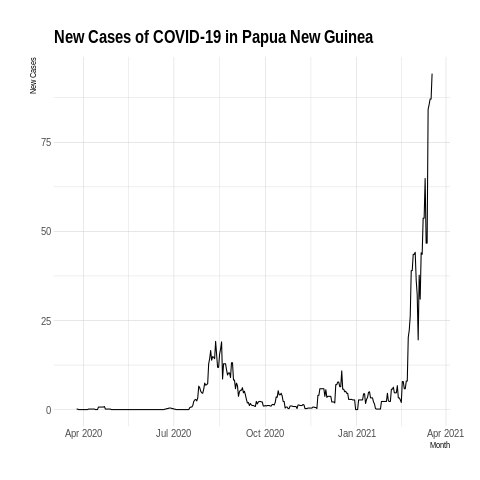 New Cases of COVID-19 in Papua New Guinea
New Cases
75
50
25
0
Apr 2020 Jul 2020 Oct 2020 Jan 2021 Apr 2021
Month